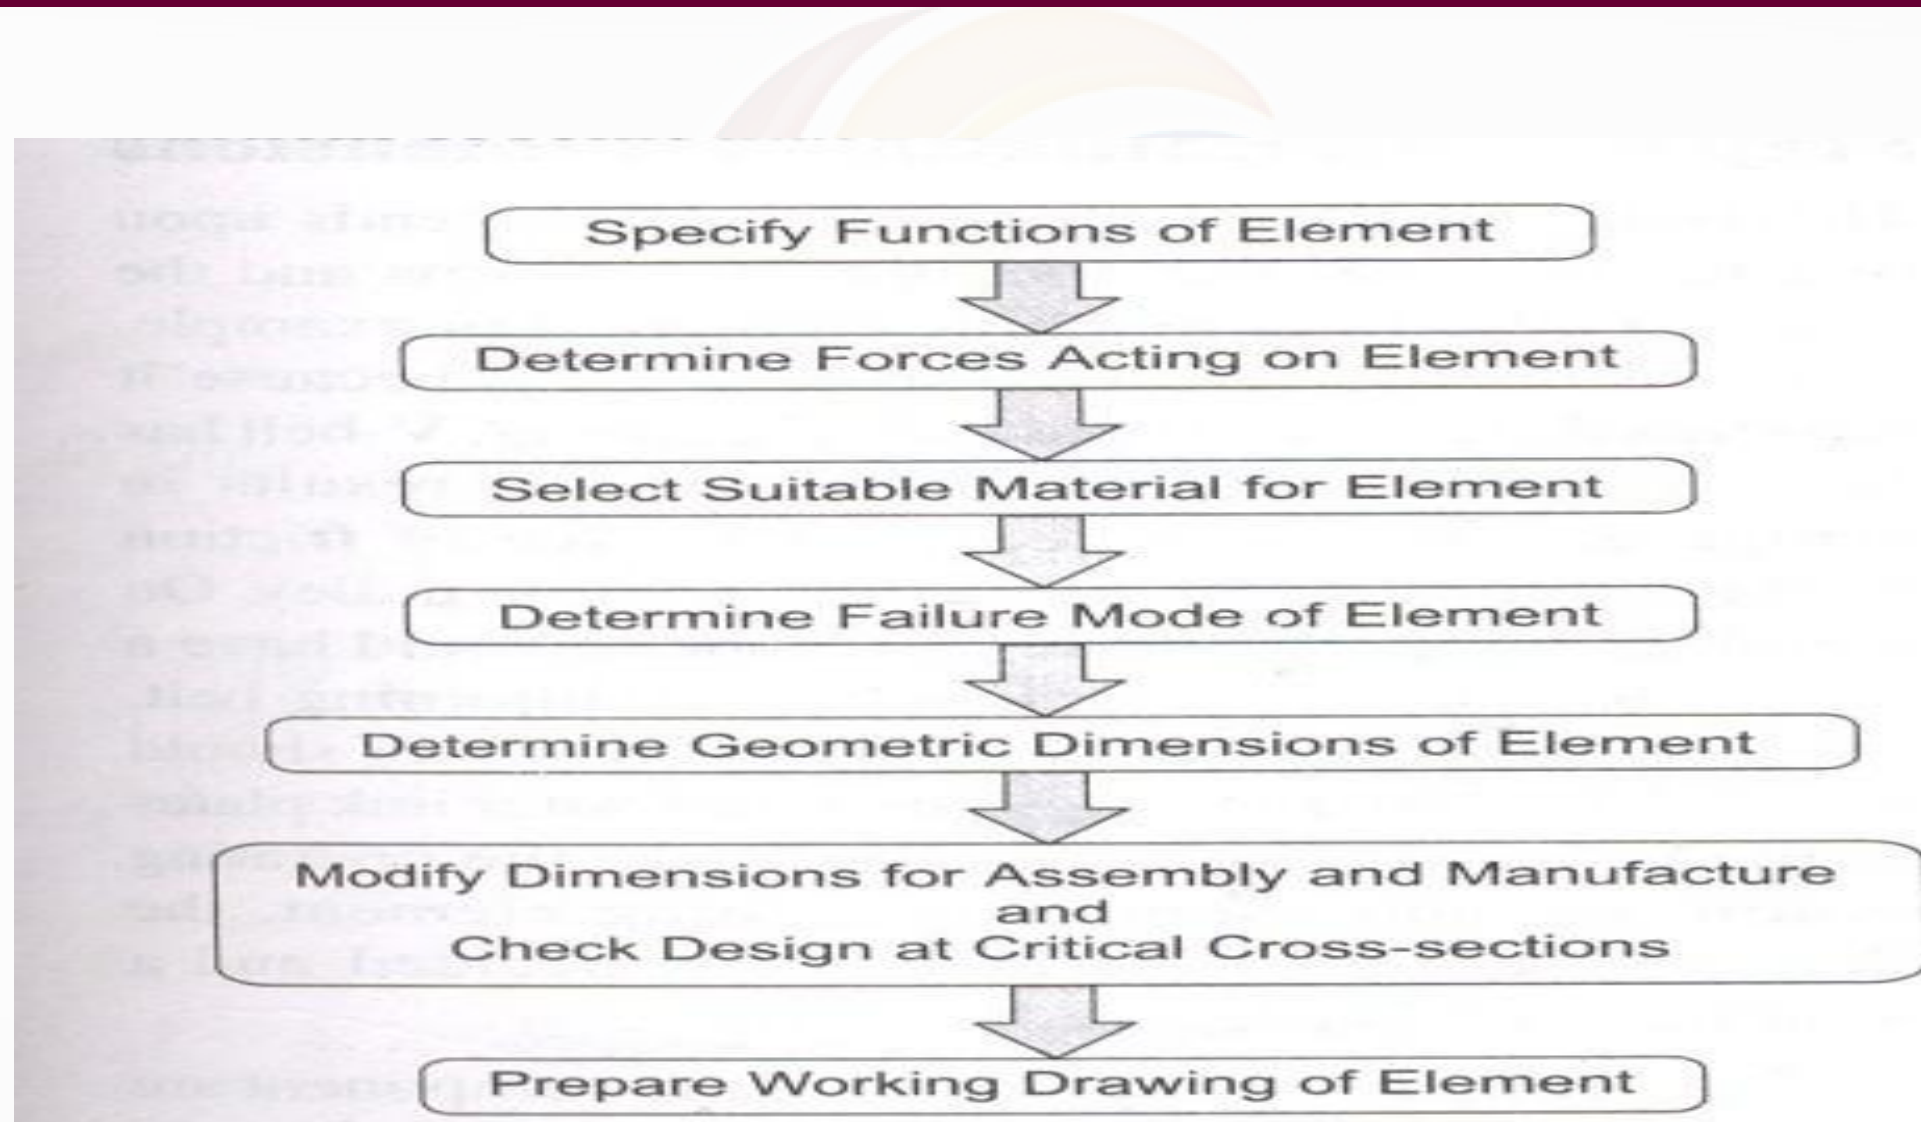 Specify Functions of Element
Determine Forces Acting on Element
Select Suitable Material for Element
Determine Failure Mode of Element
Determine Geometric Dimensions of Element
Modify Dimensions for Assembly and Manufacture
and
Check Design at Critical Cross-sections
Prepare Working Drawing of Element